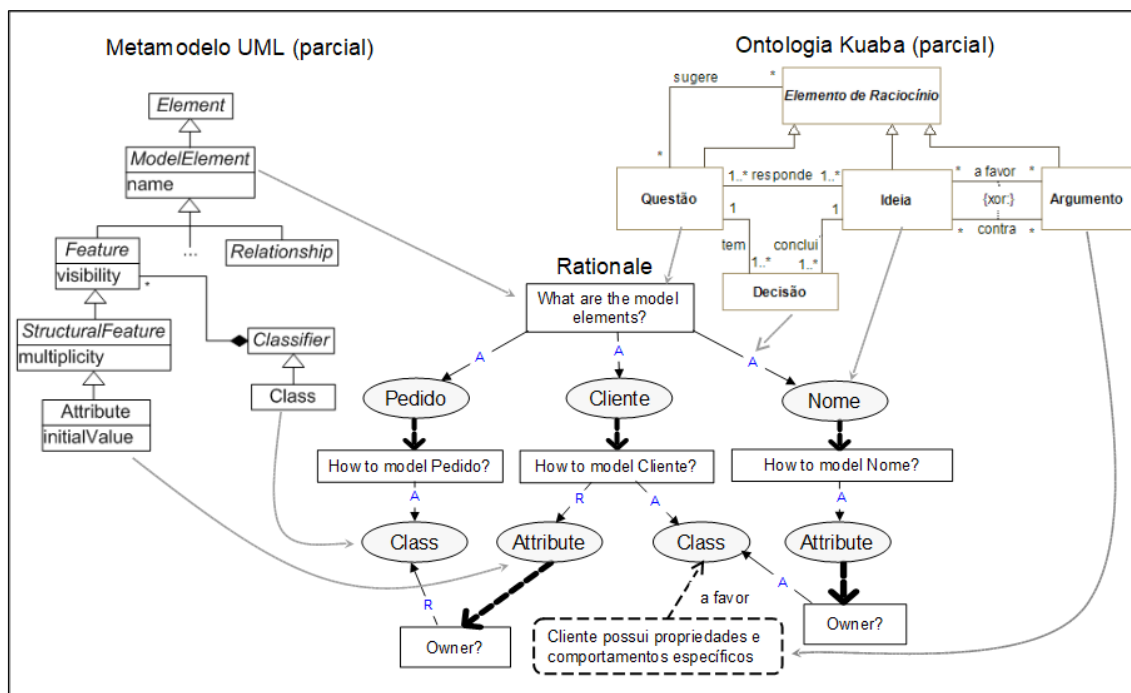 Metamodelo UML (parcial)
Element
ModelElement
name
Feature
visibility
...
Relationship
*
StructuralFeature
multiplicity
Classifier
Attribute
initialValue
Class
Ontologia Kuaba (parcial)
sugere
*
Elemento de Raciocínio
*
1..* responde 1..*
* a favor *
Questão
Ideia
{xor:}
Argumento
* contra *
1
1
tem
conclui
1..*
1..*
Decisão
Rationale
What are the model
elements?
A
A
A
Pedido
Cliente
Nome
How to model Pedido?
How to model Cliente?
How to model Nome?
A
R
A
A
Class
Attribute
Class
Attribute
R
a favor
A
Owner?
Cliente possui propriedades e
comportamentos específicos
Owner?